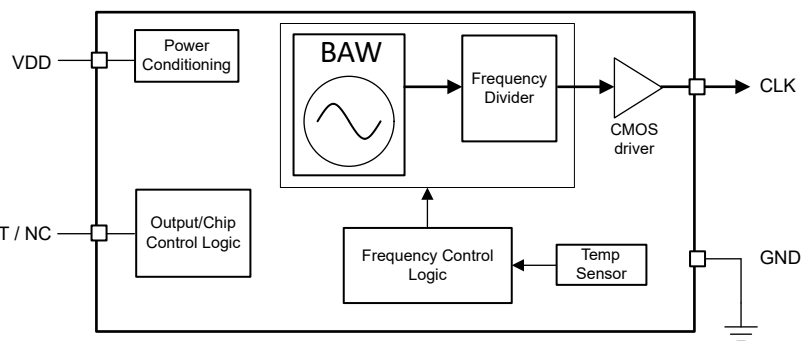 VDD
Power
Conditioning
BAW
Frequency
Divider
CMOS
driver
CLK
T / NC
Output/Chip
Control Logic
Frequency Control
Logic
Temp
Sensor
GND